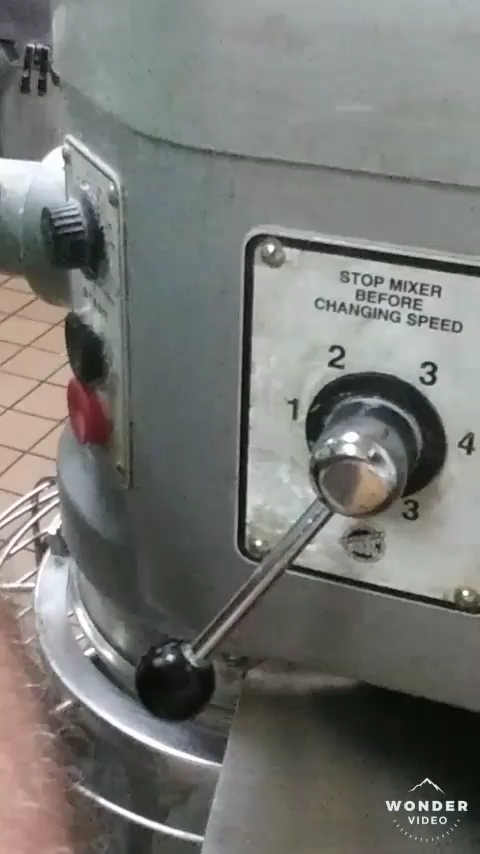 STOP MIXER
BEFORE
CHANGING SPEED
2
3
1
4
3
WONDER
VIDEO